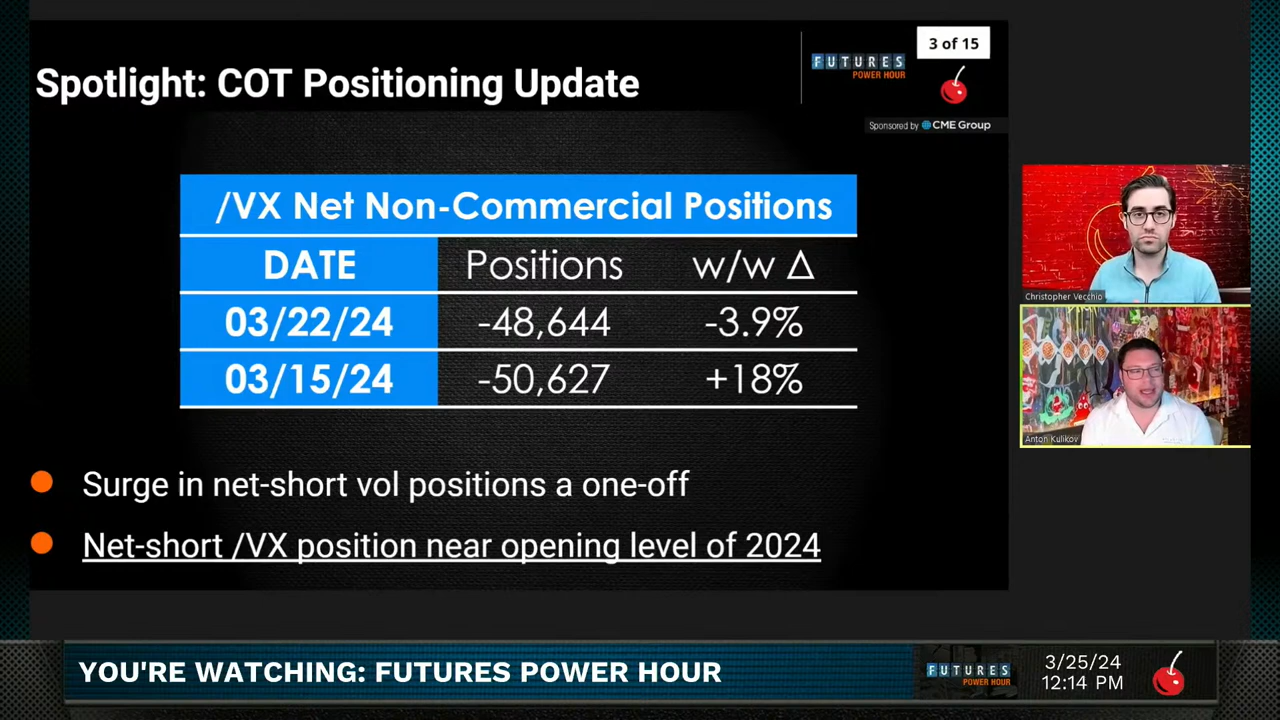 Spotlight: COT Positioning Update
FUTURES
POWER HOUR
3 of 15
Sponsored by CME Group
/VX Net Non-Commercial Positions
DATE Positions w/w Δ
03/22/24 -48,644 -3.9%
03/15/24 -50,627 +18%
Surge in net-short vol positions a one-off
Net-short /VX position near opening level of 2024
Christopher Vecchio
Anton Kulikov
YOU'RE WATCHING: FUTURES POWER HOUR
FUTURES
POWER HOUR
3/25/24
12:14 PM